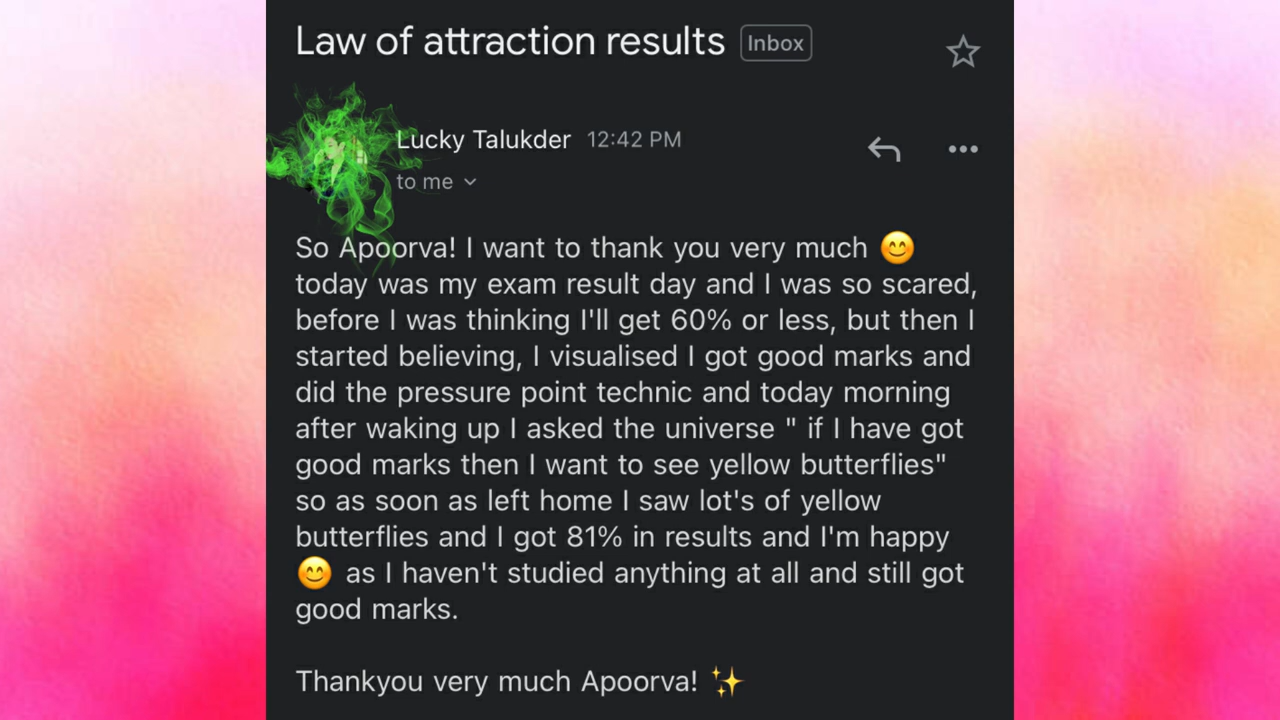 Law of attraction results Inbox
Lucky Talukder 12:42 PM
to me
So Apoorva! I want to thank you very much 😊
today was my exam result day and I was so scared,
before I was thinking I'll get 60% or less, but then I
started believing, I visualised I got good marks and
did the pressure point technic and today morning
after waking up I asked the universe " if I have got
good marks then I want to see yellow butterflies"
so as soon as left home I saw lot's of yellow
butterflies and I got 81% in results and I'm happy
😊 as I haven't studied anything at all and still got
good marks.
Thankyou very much Apoorva! ✨